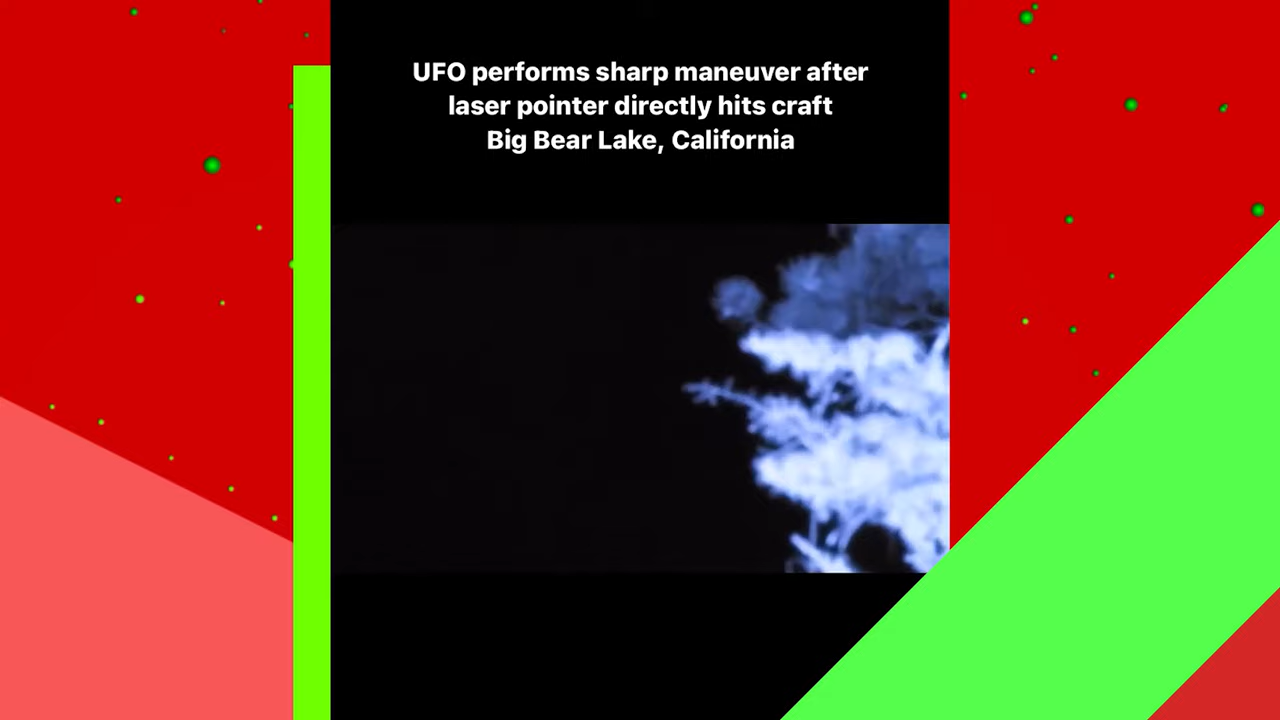 UFO performs sharp maneuver after
laser pointer directly hits craft
Big Bear Lake, California